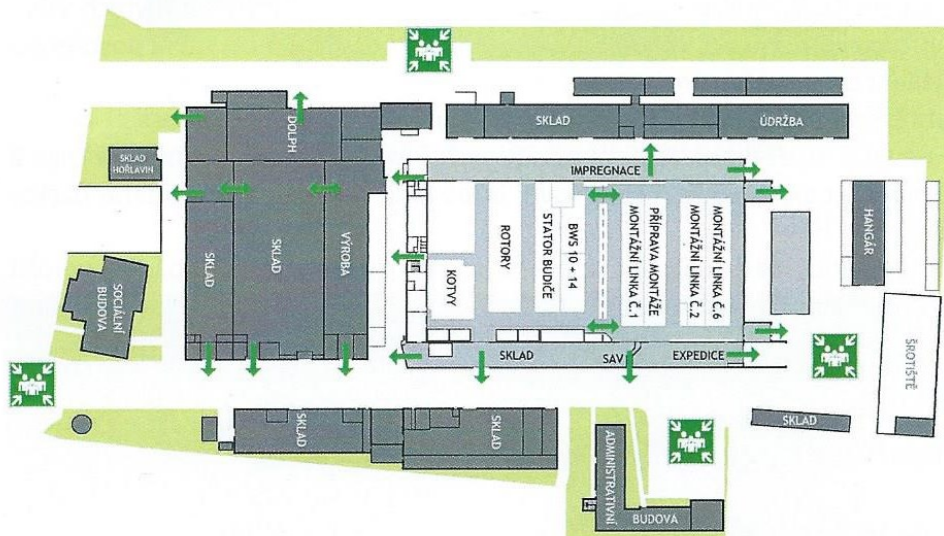 DOLPH
SKLAD
ÚDRŽBA
SKLAD
HOŘLAVIN
IMPREGNACE
SKLAD
SKLAD
VÝROBA
KOTVY
ROTORY
STATOR BUDIČE
BWS 10 + 14
MONTÁŽNÍ LINKA Č.1
PŘÍPRAVA MONTÁŽE
MONTÁŽNÍ LINKA Č.2
MONTÁŽNÍ LINKA Č.6
HANGÁR
SOCIÁLNÍ
BUDOVA
SKLAD
SAV
EXPEDICE
ŠROTIŠTĚ
SKLAD
SKLAD
SKLAD
ADMINISTRATIVNÍ
BUDOVA